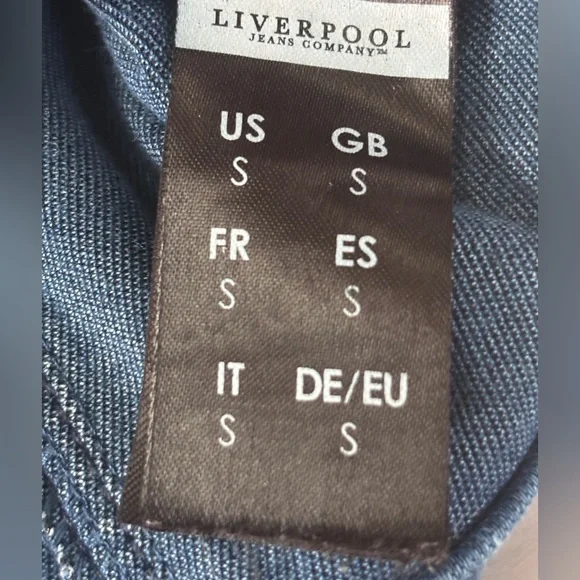 LIVERPOOL
JEANS COMPANY™
US GB
S S
FR ES
S S
IT DE/EU
S S